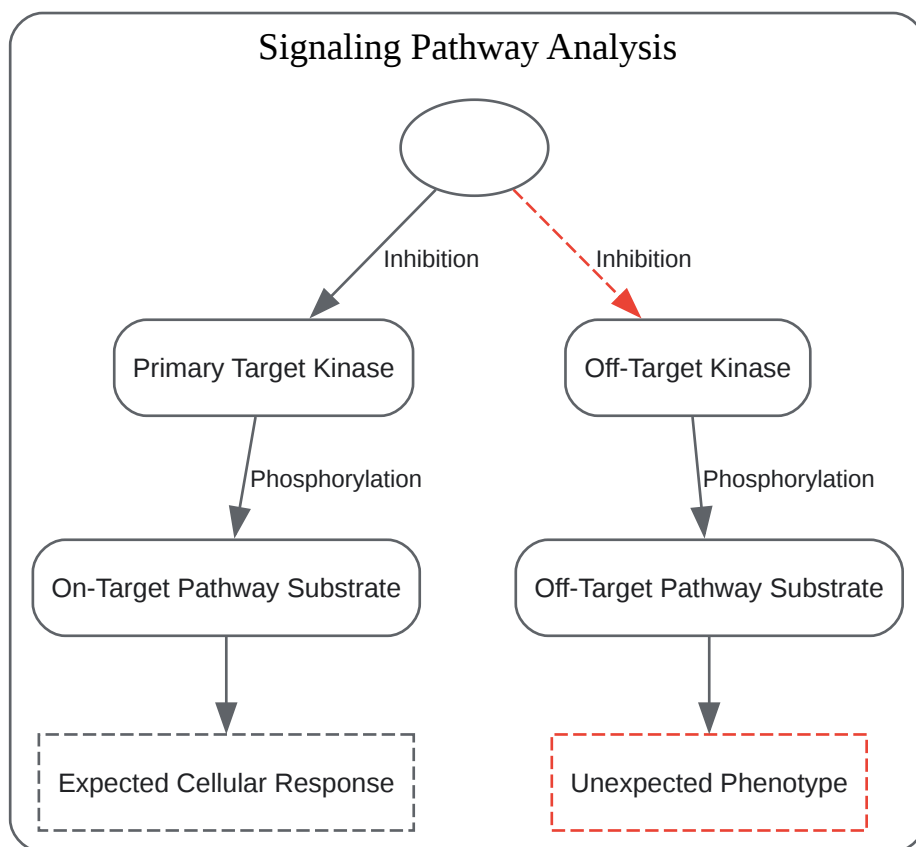 Signaling Pathway Analysis
Inhibition
Inhibition
Primary Target Kinase
Off-Target Kinase
Phosphorylation
Phosphorylation
On-Target Pathway Substrate
Off-Target Pathway Substrate
Expected Cellular Response
Unexpected Phenotype